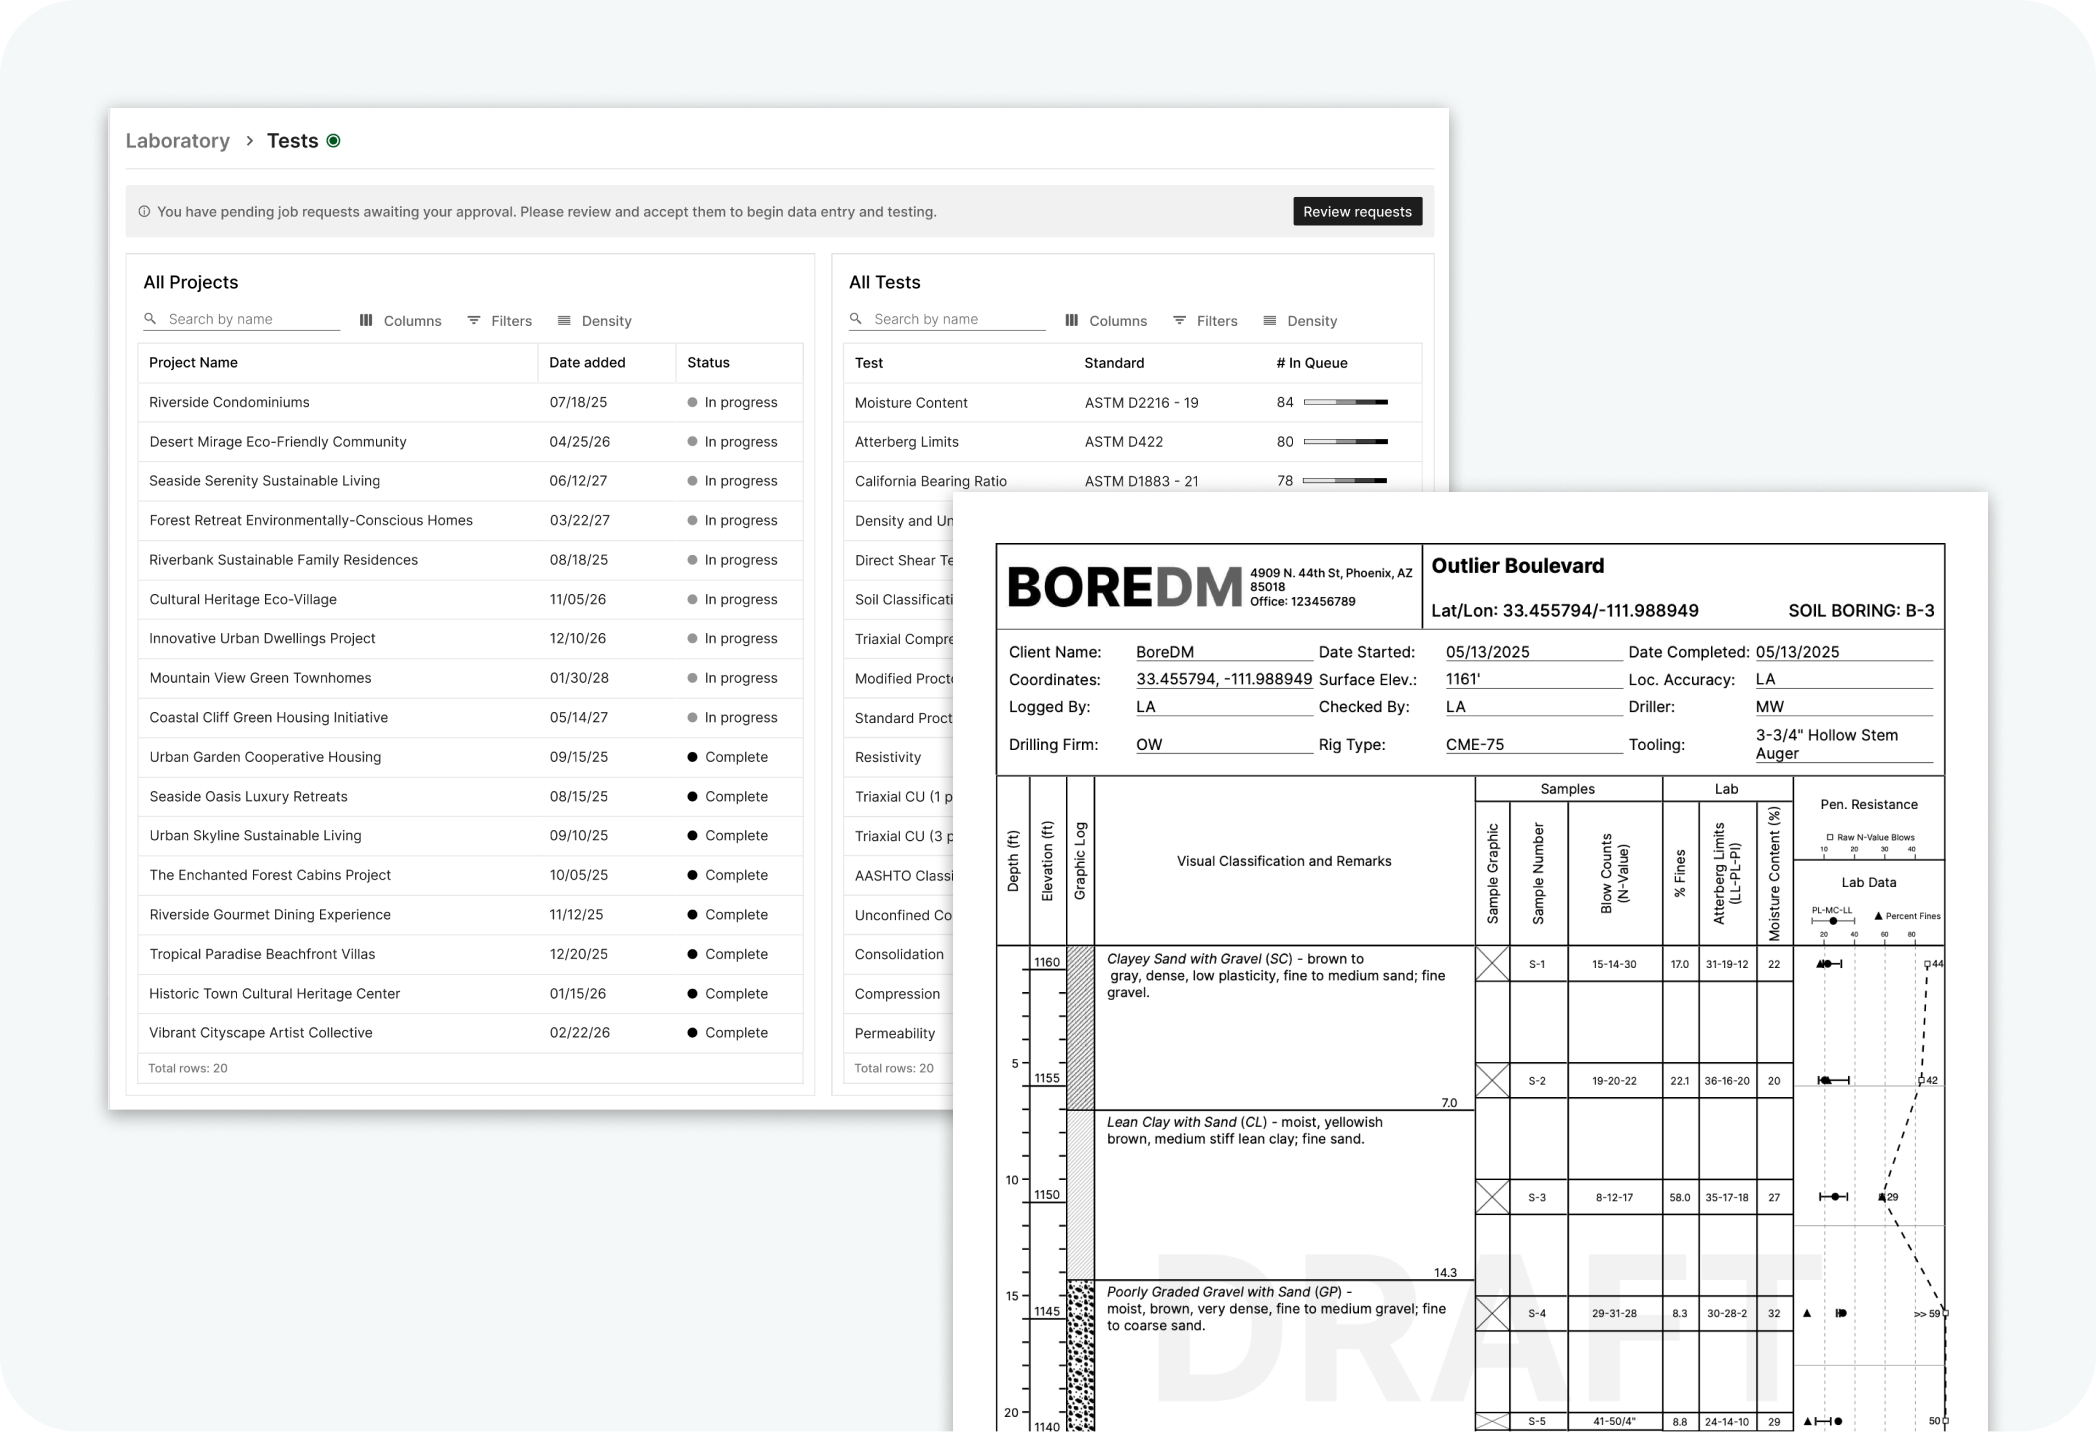 Laboratory > Tests
You have pending job requests awaiting your approval. Please review and accept them to begin data entry and testing.
Review requests
All Projects
Search by name Columns Filters Density
Project Name Date added Status
Riverside Condominiums 07/18/25 In progress
Desert Mirage Eco-Friendly Community 04/25/26 In progress
Seaside Serenity Sustainable Living 06/12/27 In progress
Forest Retreat Environmentally-Conscious Homes 03/22/27 In progress
Riverbank Sustainable Family Residences 08/18/25 In progress
Cultural Heritage Eco-Village 11/05/26 In progress
Innovative Urban Dwellings Project 12/10/26 In progress
Mountain View Green Townhomes 01/30/28 In progress
Coastal Cliff Green Housing Initiative 05/14/27 In progress
Urban Garden Cooperative Housing 09/15/25 Complete
Seaside Oasis Luxury Retreats 08/15/25 Complete
Urban Skyline Sustainable Living 09/10/25 Complete
The Enchanted Forest Cabins Project 10/05/25 Complete
Riverside Gourmet Dining Experience 11/12/25 Complete
Tropical Paradise Beachfront Villas 12/20/25 Complete
Historic Town Cultural Heritage Center 01/15/26 Complete
Vibrant Cityscape Artist Collective 02/22/26 Complete
Total rows: 20
All Tests
Search by name Columns Filters Density
Test Standard # In Queue
Moisture Content ASTM D2216 - 19 84
Atterberg Limits ASTM D422 80
California Bearing Ratio ASTM D1883 - 21 78
Density and Un
Direct Shear Te
Soil Classificati
Triaxial Compre
Modified Procto
Standard Proct
Resistivity
Triaxial CU (1 p
Triaxial CU (3 p
AASHTO Classi
Unconfined Co
Consolidation
Compression
Permeability
Total rows: 20
BOREDM
4909 N. 44th St, Phoenix, AZ
85018
Office: 123456789
Outlier Boulevard
Lat/Lon: 33.455794/-111.988949 SOIL BORING: B-3
Client Name: BoreDM Date Started: 05/13/2025 Date Completed: 05/13/2025
Coordinates: 33.455794, -111.988949 Surface Elev.: 1161' Loc. Accuracy: LA
Logged By: LA Checked By: LA Driller: MW
Drilling Firm: OW Rig Type: CME-75 Tooling: 3-3/4" Hollow Stem
Auger
Depth (ft)
Elevation (ft)
Graphic Log
Visual Classification and Remarks
Samples
Sample Graphic
Sample Number
Blow Counts
(N-Value)
Lab
% Fines
Atterberg Limits
(LL-PL-PI)
Moisture Content (%)
Pen. Resistance
Raw N-Value Blows
10 20 30 40
Lab Data
PL-MC-LL Percent Fines
20 40 60 80
1160
Clayey Sand with Gravel (SC) - brown to
gray, dense, low plasticity, fine to medium sand; fine
gravel.
S-1 15-14-30 17.0 31-19-12 22 44
5
1155
S-2 19-20-22 22.1 36-16-20 20 42
7.0
Lean Clay with Sand (CL) - moist, yellowish
brown, medium stiff lean clay; fine sand.
10
1150
S-3 8-12-17 58.0 35-17-18 27 29
14.3
Poorly Graded Gravel with Sand (GP) -
moist, brown, very dense, fine to medium gravel; fine
to coarse sand.
15
1145
S-4 29-31-28 8.3 30-28-2 32 >> 59
20
1140
S-5 41-50/4" 8.8 24-14-10 29 50
DRAFT